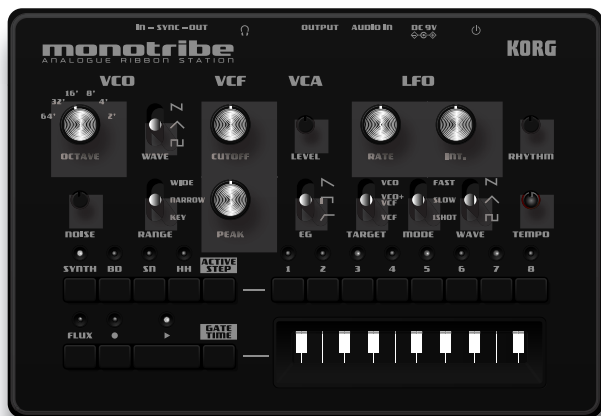 IN – SYNC – OUT OUTPUT AUDIO IN DC 9V
monotribe KORG
ANALOGUE RIBBON STATION
VCO VCF VCA LFO
64' 32' 16' 8' 4' 2'
OCTAVE WAVE CUTOFF LEVEL RATE INT. RHYTHM
WIDE VCO FAST
NARROW VCO+VCF SLOW
KEY VCF 1SHOT
NOISE RANGE PEAK EG TARGET MODE WAVE TEMPO
SYNTH BD SN HH ACTIVE STEP 1 2 3 4 5 6 7 8
FLUX GATE TIME